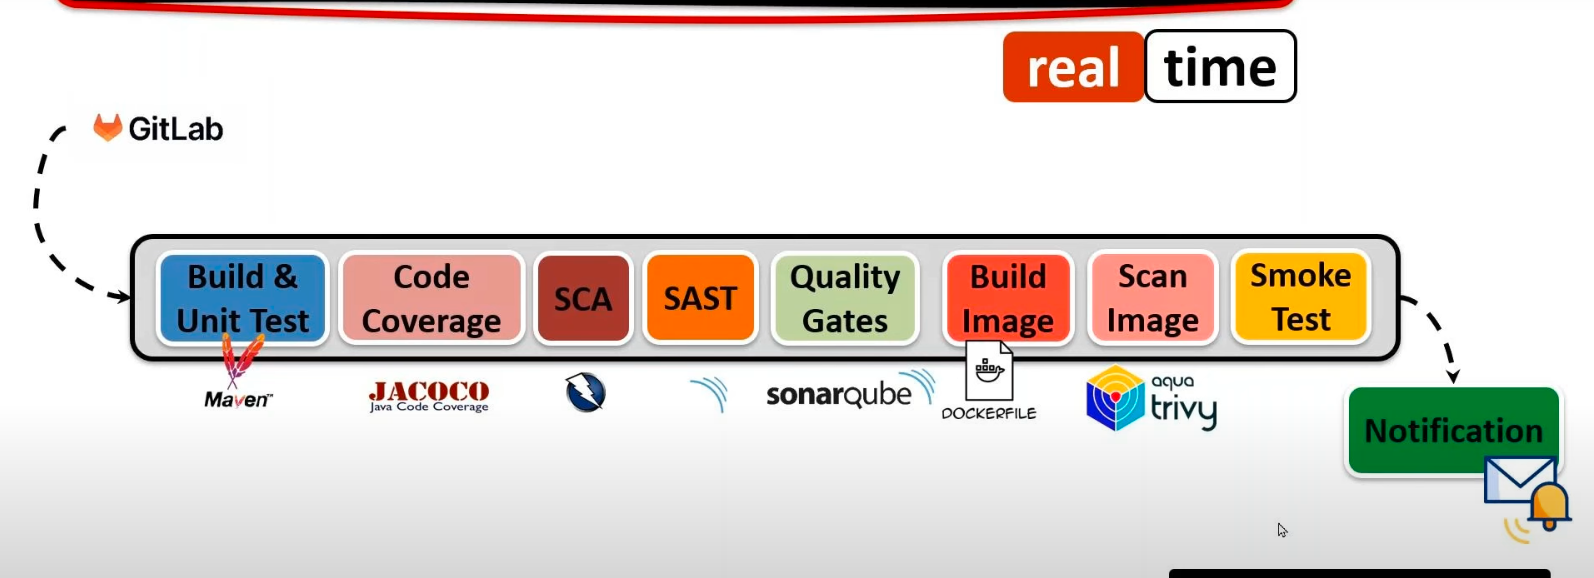 real time
GitLab
Build &
Unit Test
Code
Coverage
SCA
SAST
Quality
Gates
Build
Image
Scan
Image
Smoke
Test
Maven™
JACOCO
Java Code Coverage
sonarqube
DOCKERFILE
aqua
trivy
Notification